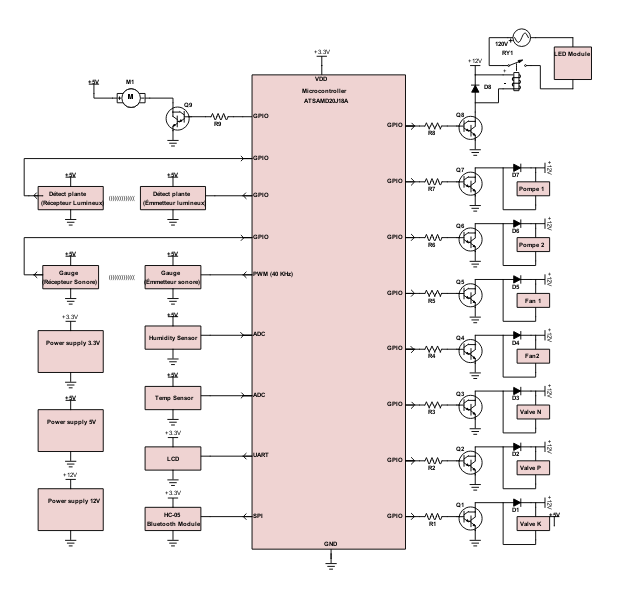 120V
RY1
LED Module
+3.3V
+12V
VDD
Microcontroller
ATSAMD20J18A
+5V
M1
M
Q9
R9
GPIO
GPIO
R8
Q8
D8
+
-
GPIO
GPIO
+5V
Détect plante
(Récepteur Lumineux)
((((((((((((
+5V
Détect plante
(Émmetteur lumineux)
GPIO
R7
Q7
D7
+12V
Pompe 1
GPIO
GPIO
R6
Q6
D6
+12V
Pompe 2
+5V
Gauge
(Récepteur Sonore)
((((((((((((
+5V
Gauge
(Émmetteur sonore)
PWM (40 KHz)
GPIO
R5
Q5
D5
+12V
Fan 1
+3.3V
Power supply 3.3V
+5V
Humidity Sensor
ADC
GPIO
R4
Q4
D4
+12V
Fan2
+5V
Power supply 5V
+5V
Temp Sensor
ADC
GPIO
R3
Q3
D3
+12V
Valve N
+3.3V
LCD
UART
GPIO
R2
Q2
D2
+12V
Valve P
+12V
Power supply 12V
+3.3V
HC-05
Bluetooth Module
SPI
GPIO
R1
Q1
D1
+12V
Valve K
+5V
GND